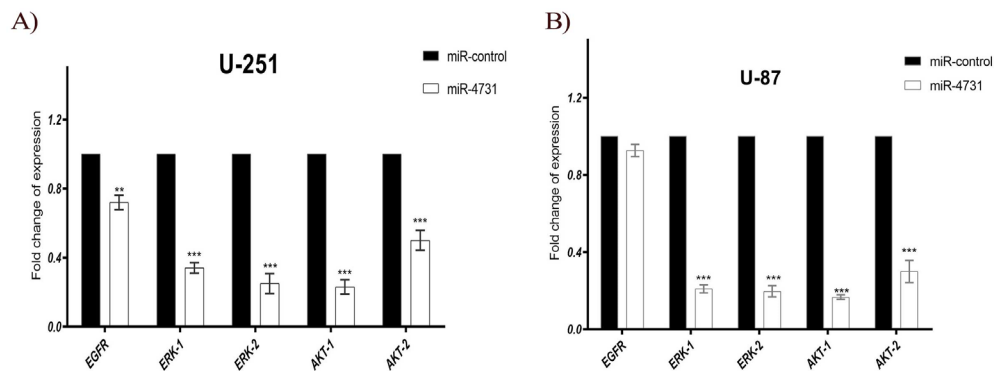 A)
U-251
miR-control
miR-4731
Fold change of expression
1.2
0.8
0.4
0.0
**
***
***
***
***
EGFR
ERK-1
ERK-2
AKT-1
AKT-2
B)
U-87
miR-control
miR-4731
Fold change of expression
1.2
0.8
0.4
0.0
***
***
***
***
EGFR
ERK-1
ERK-2
AKT-1
AKT-2